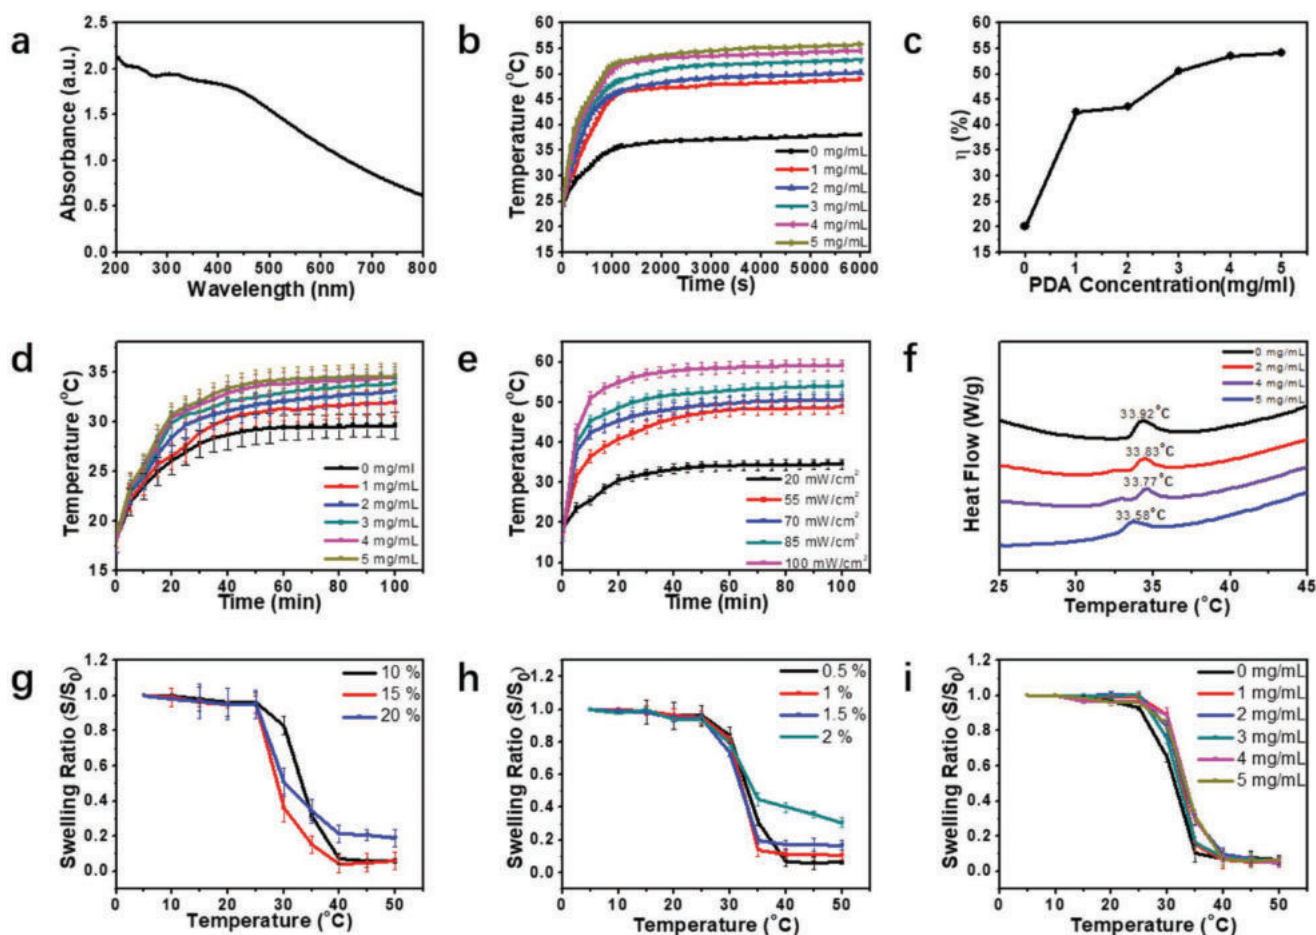 a
2.5
2.0
1.5
1.0
0.5
0.0
Absorbance (a.u.)
200 300 400 500 600 700 800
Wavelength (nm)
b
60
55
50
45
40
35
30
25
20
15
Temperature (°C)
0 mg/mL
1 mg/mL
2 mg/mL
3 mg/mL
4 mg/mL
5 mg/mL
0 1000 2000 3000 4000 5000 6000
Time (s)
c
60
55
50
45
40
35
30
25
20
15
η (%)
0 1 2 3 4 5
PDA Concentration(mg/ml)
d
35
30
25
20
15
Temperature (°C)
0 mg/ml
1 mg/mL
2 mg/mL
3 mg/mL
4 mg/mL
5 mg/mL
0 20 40 60 80 100
Time (min)
e
60
50
40
30
20
10
Temperature (°C)
20 mW/cm²
55 mW/cm²
70 mW/cm²
85 mW/cm²
100 mW/cm²
0 20 40 60 80 100
Time (min)
f
Heat Flow (W/g)
0 mg/mL
2 mg/mL
4 mg/mL
5 mg/mL
33.92°C
33.83°C
33.77°C
33.58°C
25 30 35 40 45
Temperature (°C)
g
1.2
1.0
0.8
0.6
0.4
0.2
0.0
Swelling Ratio (S/S₀)
10 %
15 %
20 %
0 10 20 30 40 50
Temperature (°C)
h
1.2
1.0
0.8
0.6
0.4
0.2
0.0
Swelling Ratio (S/S₀)
0.5 %
1 %
1.5 %
2 %
0 10 20 30 40 50
Temperature (°C)
i
1.2
1.0
0.8
0.6
0.4
0.2
0.0
Swelling Ratio (S/S₀)
0 mg/mL
1 mg/mL
2 mg/mL
3 mg/mL
4 mg/mL
5 mg/mL
0 10 20 30 40 50
Temperature (°C)